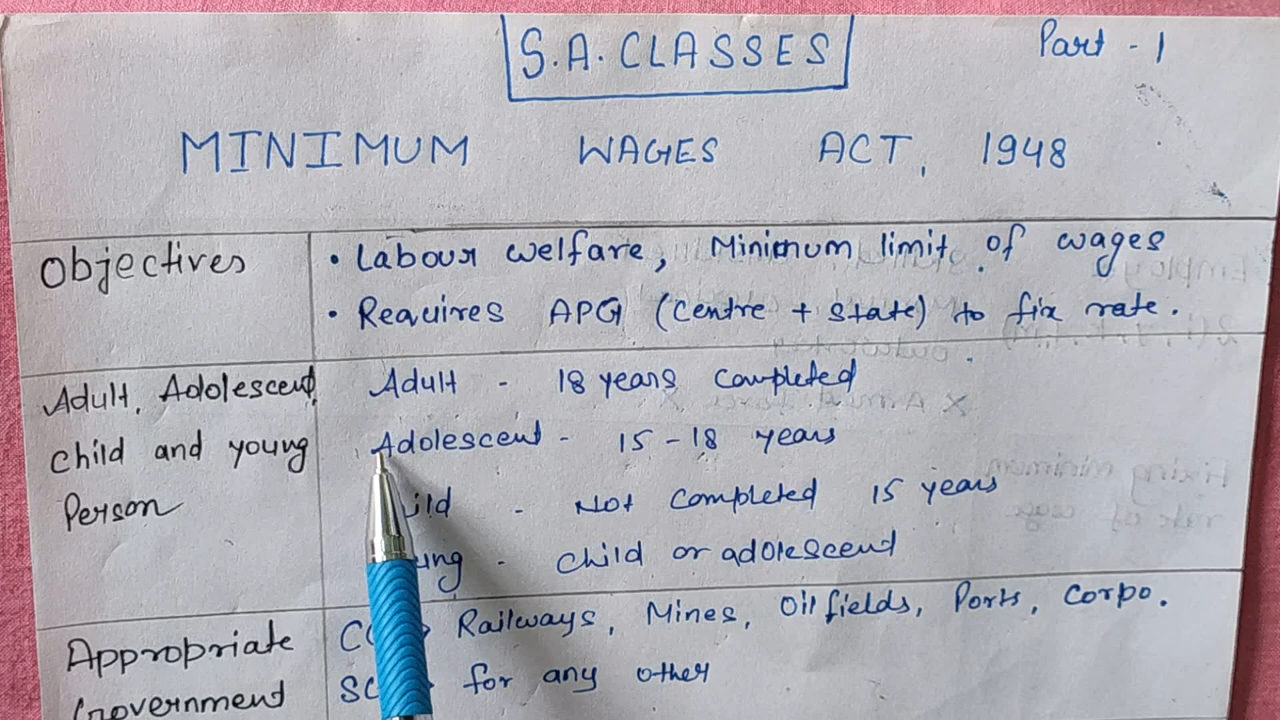 S.A. CLASSES
Part - 1
MINIMUM WAGES ACT, 1948
Objectives
• Labour welfare, Minimum limit of wages
• Requires APG (Centre + State) to fix rate.
Adult, Adolescent,
child and young
Person
Adult - 18 years completed
Adolescent - 15 - 18 years
- Not completed 15 years
- Child or adolescent
Appropriate
Government
Railways, Mines, Oil fields, Ports, Corpo.
for any other